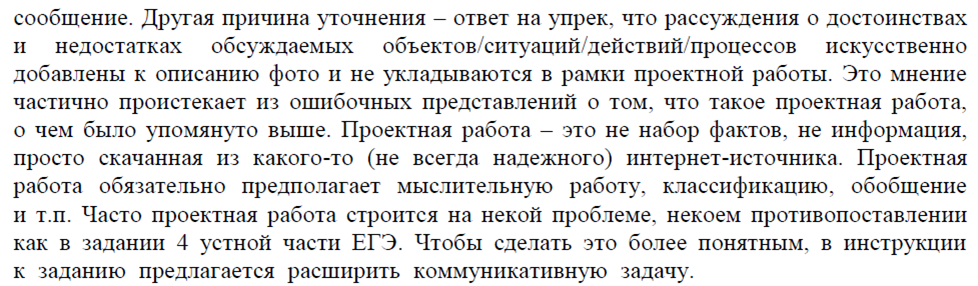 сообщение. Другая причина уточнения – ответ на упрек, что рассуждения о достоинствах
и недостатках обсуждаемых объектов/ситуаций/действий/процессов искусственно
добавлены к описанию фото и не укладываются в рамки проектной работы. Это мнение
частично проистекает из ошибочных представлений о том, что такое проектная работа,
о чем было упомянуто выше. Проектная работа – это не набор фактов, не информация,
просто скачанная из какого-то (не всегда надежного) интернет-источника. Проектная
работа обязательно предполагает мыслительную работу, классификацию, обобщение
и т.п. Часто проектная работа строится на некой проблеме, некоем противопоставлении
как в задании 4 устной части ЕГЭ. Чтобы сделать это более понятным, в инструкции
к заданию предлагается расширить коммуникативную задачу.